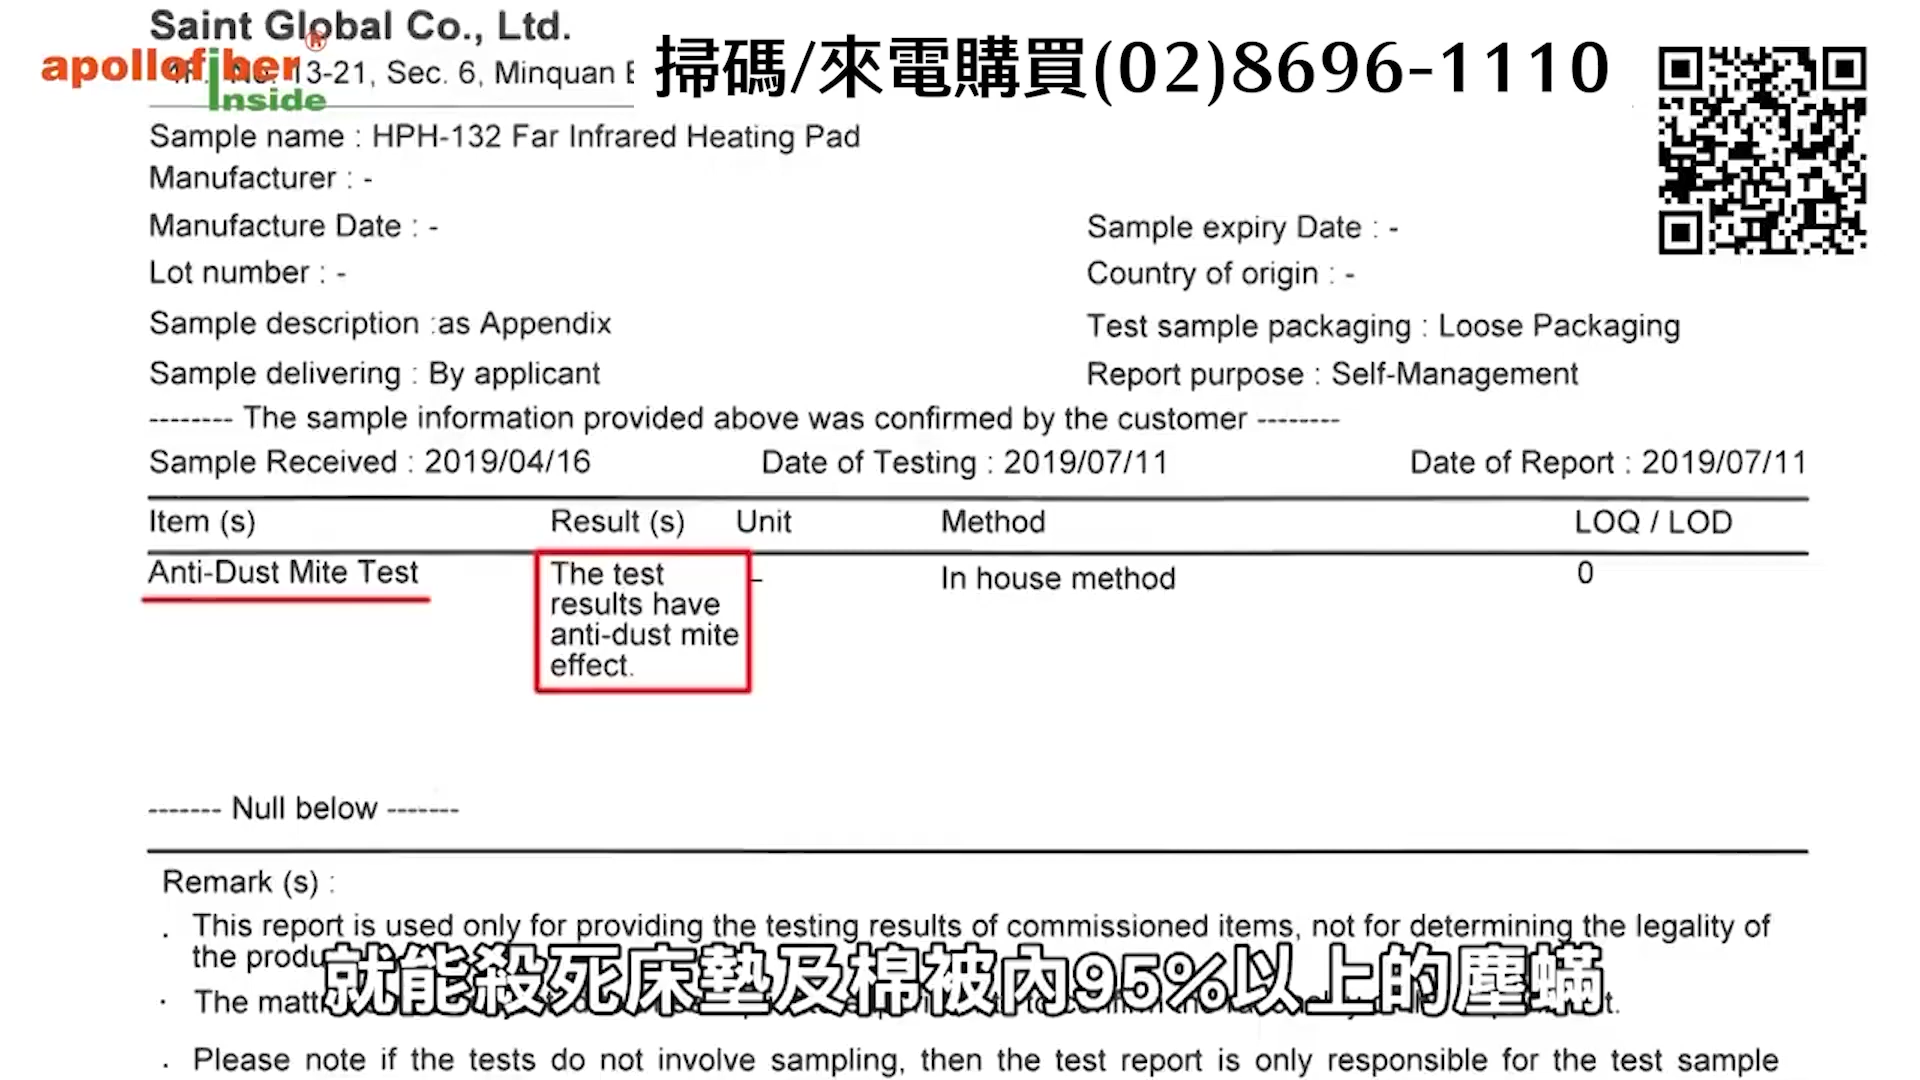 Saint Global Co., Ltd.
apollofiber®
Inside
13-21, Sec. 6, Minquan E
掃碼/來電購買(02)8696-1110
Sample name : HPH-132 Far Infrared Heating Pad
Manufacturer : -
Manufacture Date : -
Sample expiry Date : -
Lot number : -
Country of origin : -
Sample description :as Appendix
Test sample packaging : Loose Packaging
Sample delivering : By applicant
Report purpose : Self-Management
-------- The sample information provided above was confirmed by the customer --------
Sample Received : 2019/04/16 Date of Testing : 2019/07/11 Date of Report : 2019/07/11
Item (s) Result (s) Unit Method LOQ / LOD
Anti-Dust Mite Test
The test
results have
anti-dust mite
effect.
-
In house method
0
------- Null below -------
Remark (s) :
. This report is used only for providing the testing results of commissioned items, not for determining the legality of
the
就能殺死床墊及棉被內95%以上的塵蟎
· The
. Please note if the tests do not involve sampling, then the test report is only responsible for the test sample